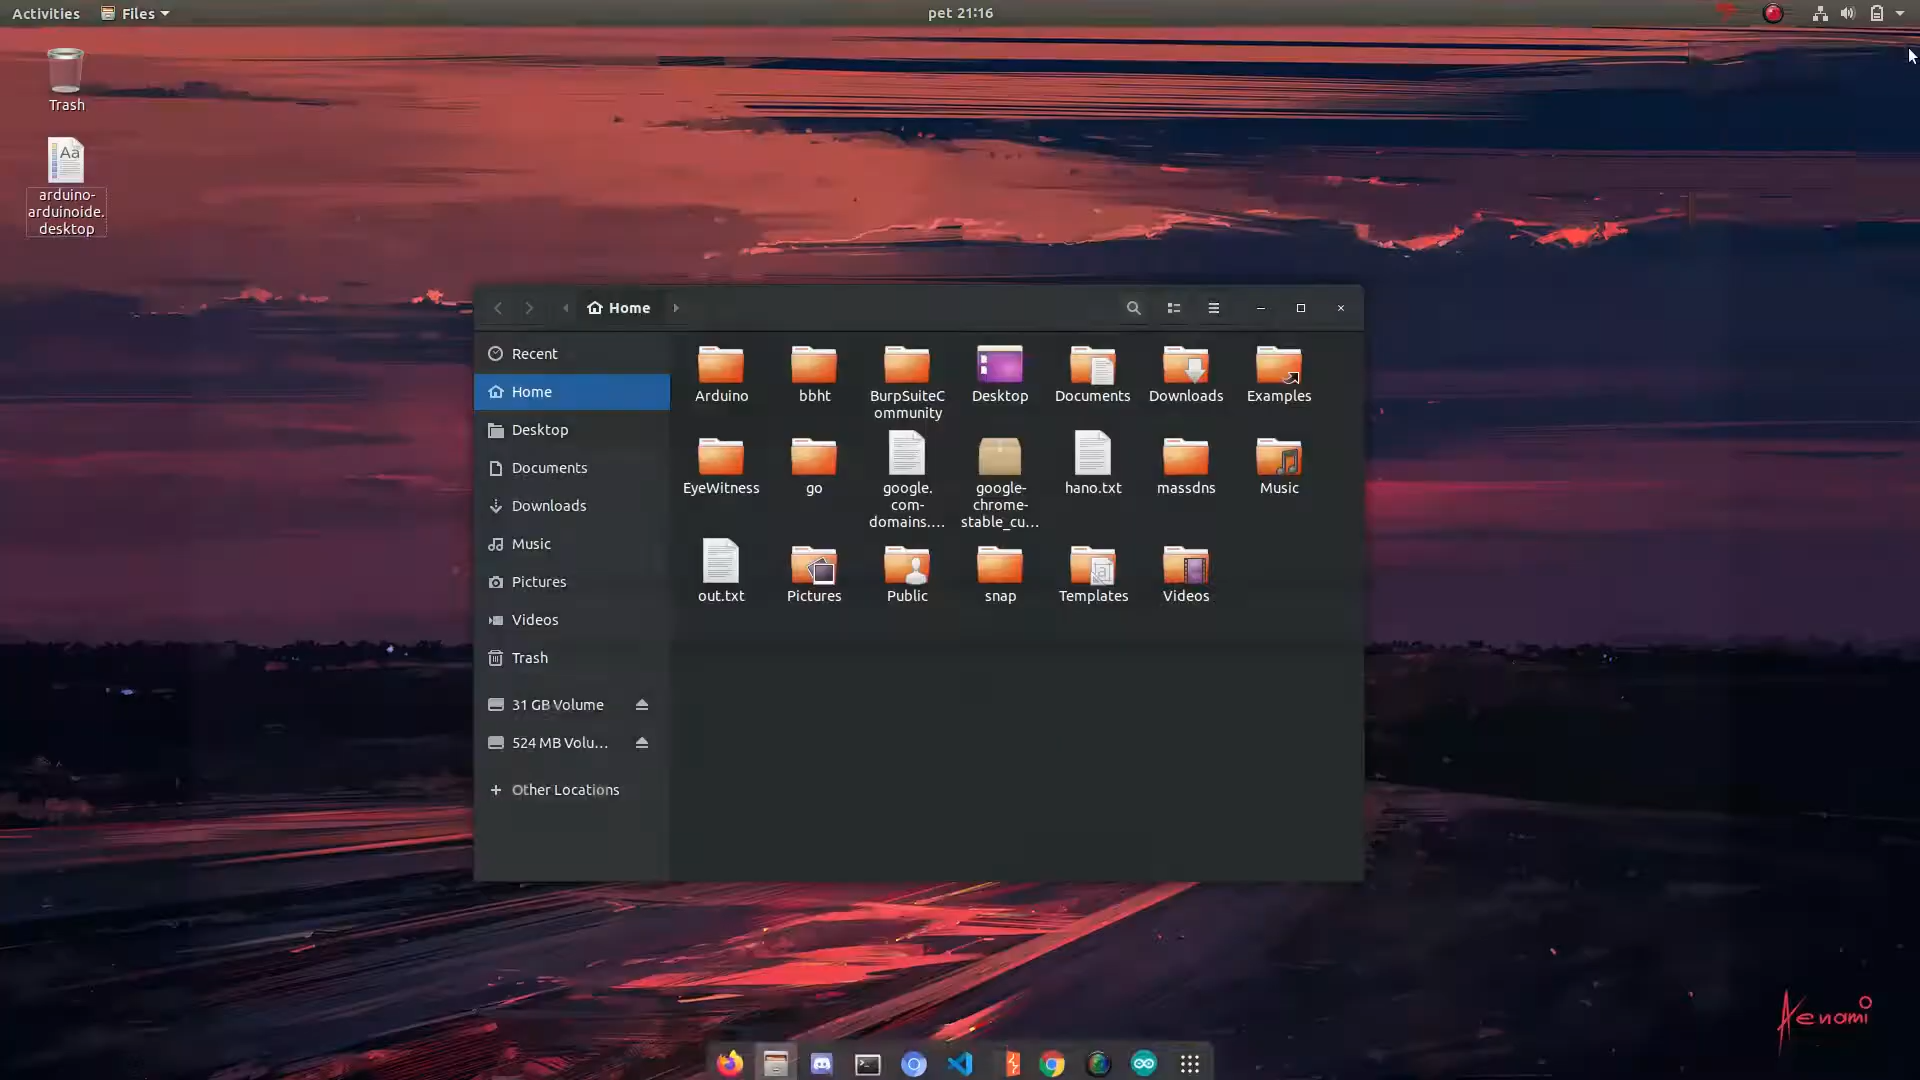 Activities
Files
pet 21:16
Trash
arduino-
arduinoide.
desktop
Home
Recent
Home
Desktop
Documents
Downloads
Music
Pictures
Videos
Trash
31 GB Volume
524 MB Volu...
Other Locations
Arduino
bbht
BurpSuiteC
ommunity
Desktop
Documents
Downloads
Examples
EyeWitness
go
google.
com-
domains....
google-
chrome-
stable_cu...
hano.txt
massdns
Music
out.txt
Pictures
Public
snap
Templates
Videos
Aenami